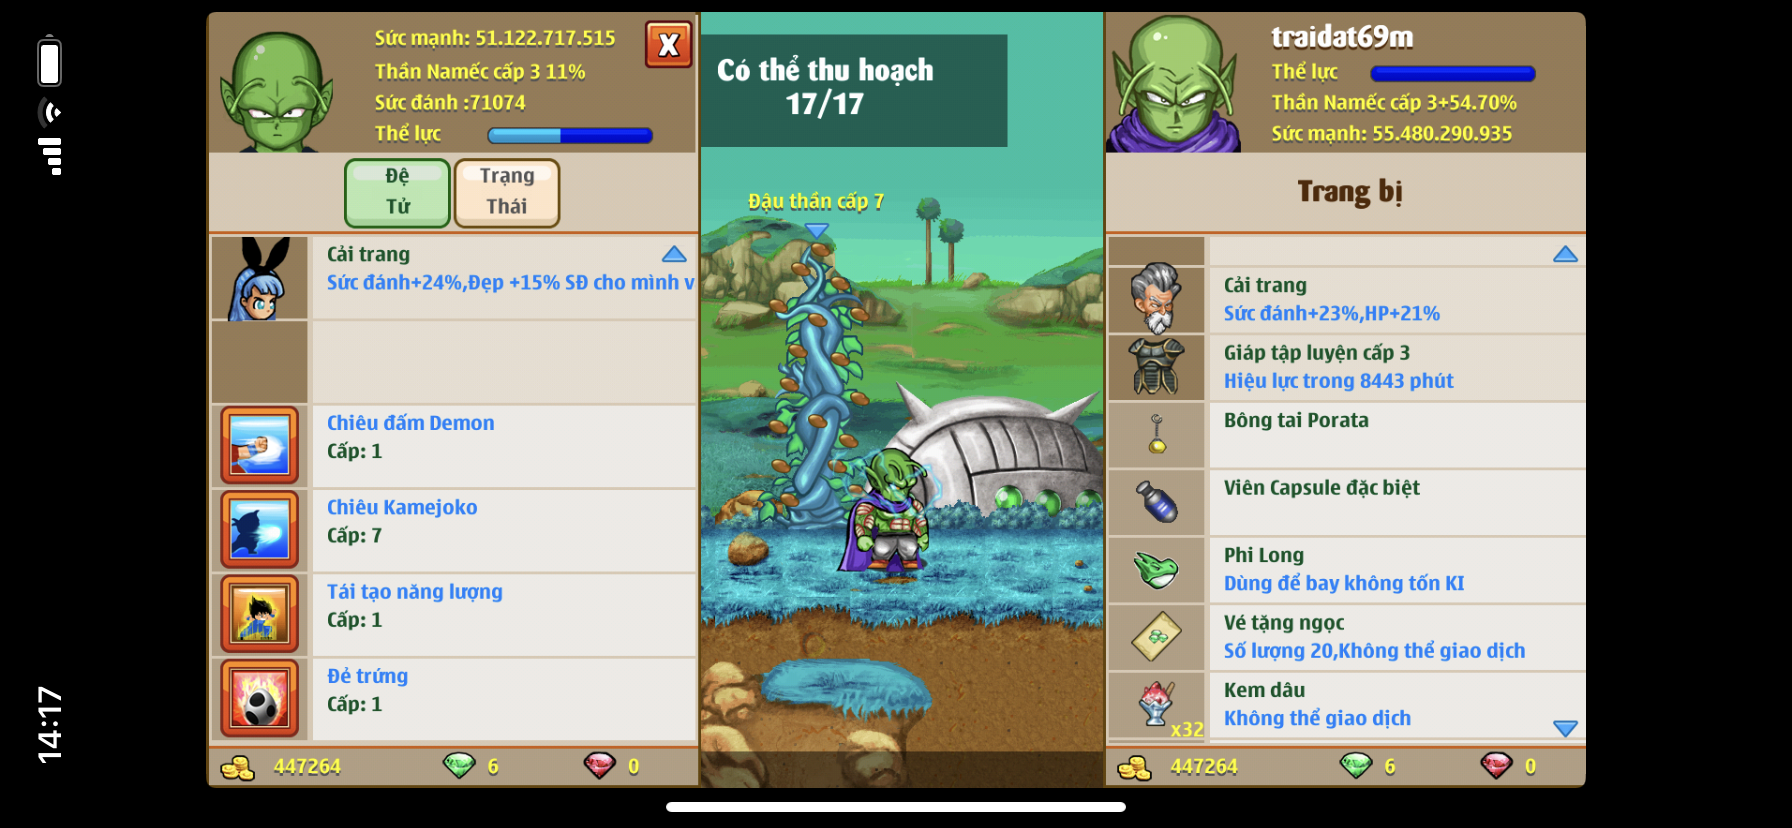 14:17
Sức mạnh: 51.122.717.515
Thần Namếc cấp 3 11%
Sức đánh :71074
Thể lực
X
Đệ
Tử
Trạng
Thái
Cải trang
Sức đánh+24%,Đẹp +15% SĐ cho mình v
Chiêu đấm Demon
Cấp: 1
Chiêu Kamejoko
Cấp: 7
Tái tạo năng lượng
Cấp: 1
Đẻ trứng
Cấp: 1
447264
6
0
Có thể thu hoạch
17/17
Đậu thần cấp 7
traidat69m
Thể lực
Thần Namếc cấp 3+54.70%
Sức mạnh: 55.480.290.935
Trang bị
Cải trang
Sức đánh+23%,HP+21%
Giáp tập luyện cấp 3
Hiệu lực trong 8443 phút
Bông tai Porata
Viên Capsule đặc biệt
Phi Long
Dùng để bay không tốn KI
Vé tặng ngọc
Số lượng 20,Không thể giao dịch
Kem dâu
Không thể giao dịch
x32
447264
6
0